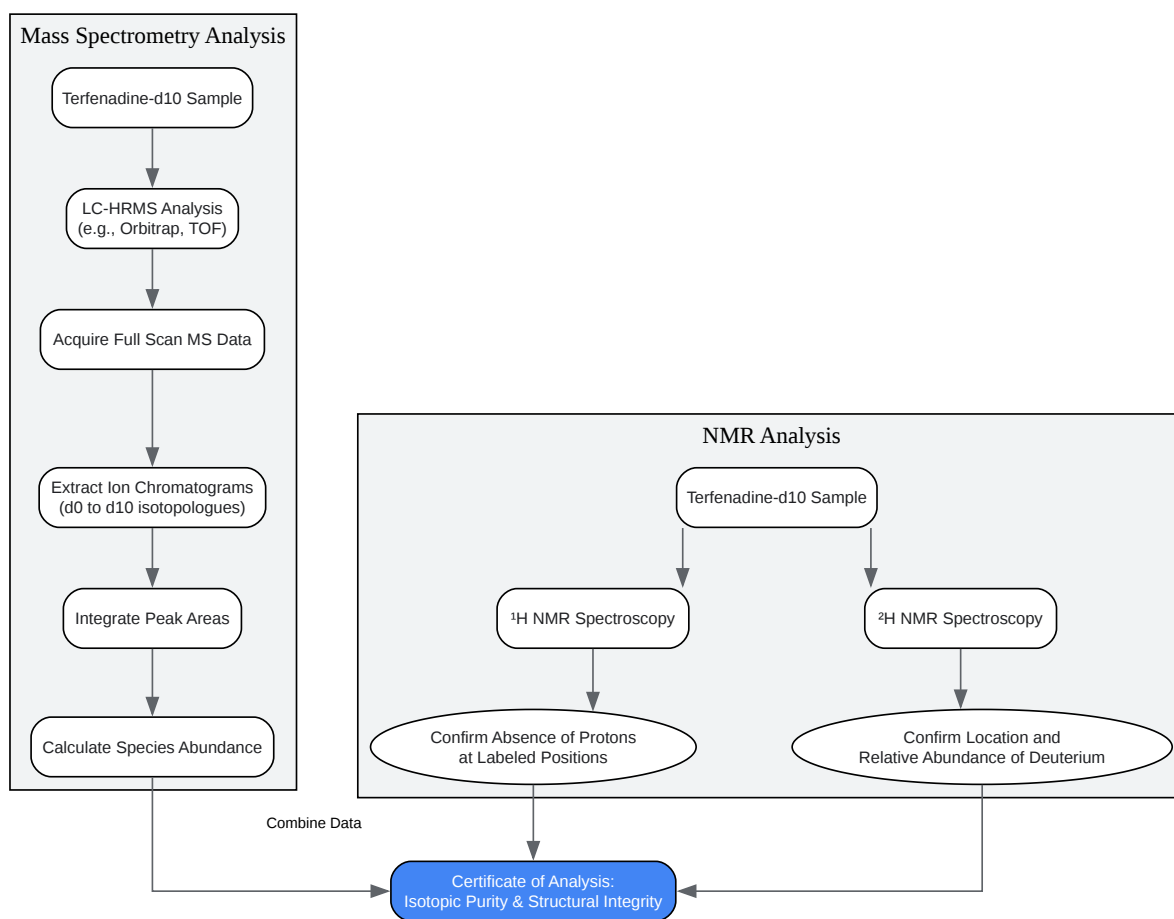 Mass Spectrometry Analysis
Terfenadine-d10 Sample
LC-HRMS Analysis
(e.g., Orbitrap, TOF)
Acquire Full Scan MS Data
Extract Ion Chromatograms
(d0 to d10 isotopologues)
Integrate Peak Areas
Calculate Species Abundance
NMR Analysis
Terfenadine-d10 Sample
¹H NMR Spectroscopy
²H NMR Spectroscopy
Confirm Absence of Protons
at Labeled Positions
Confirm Location and
Relative Abundance of Deuterium
Combine Data
Certificate of Analysis:
Isotopic Purity & Structural Integrity